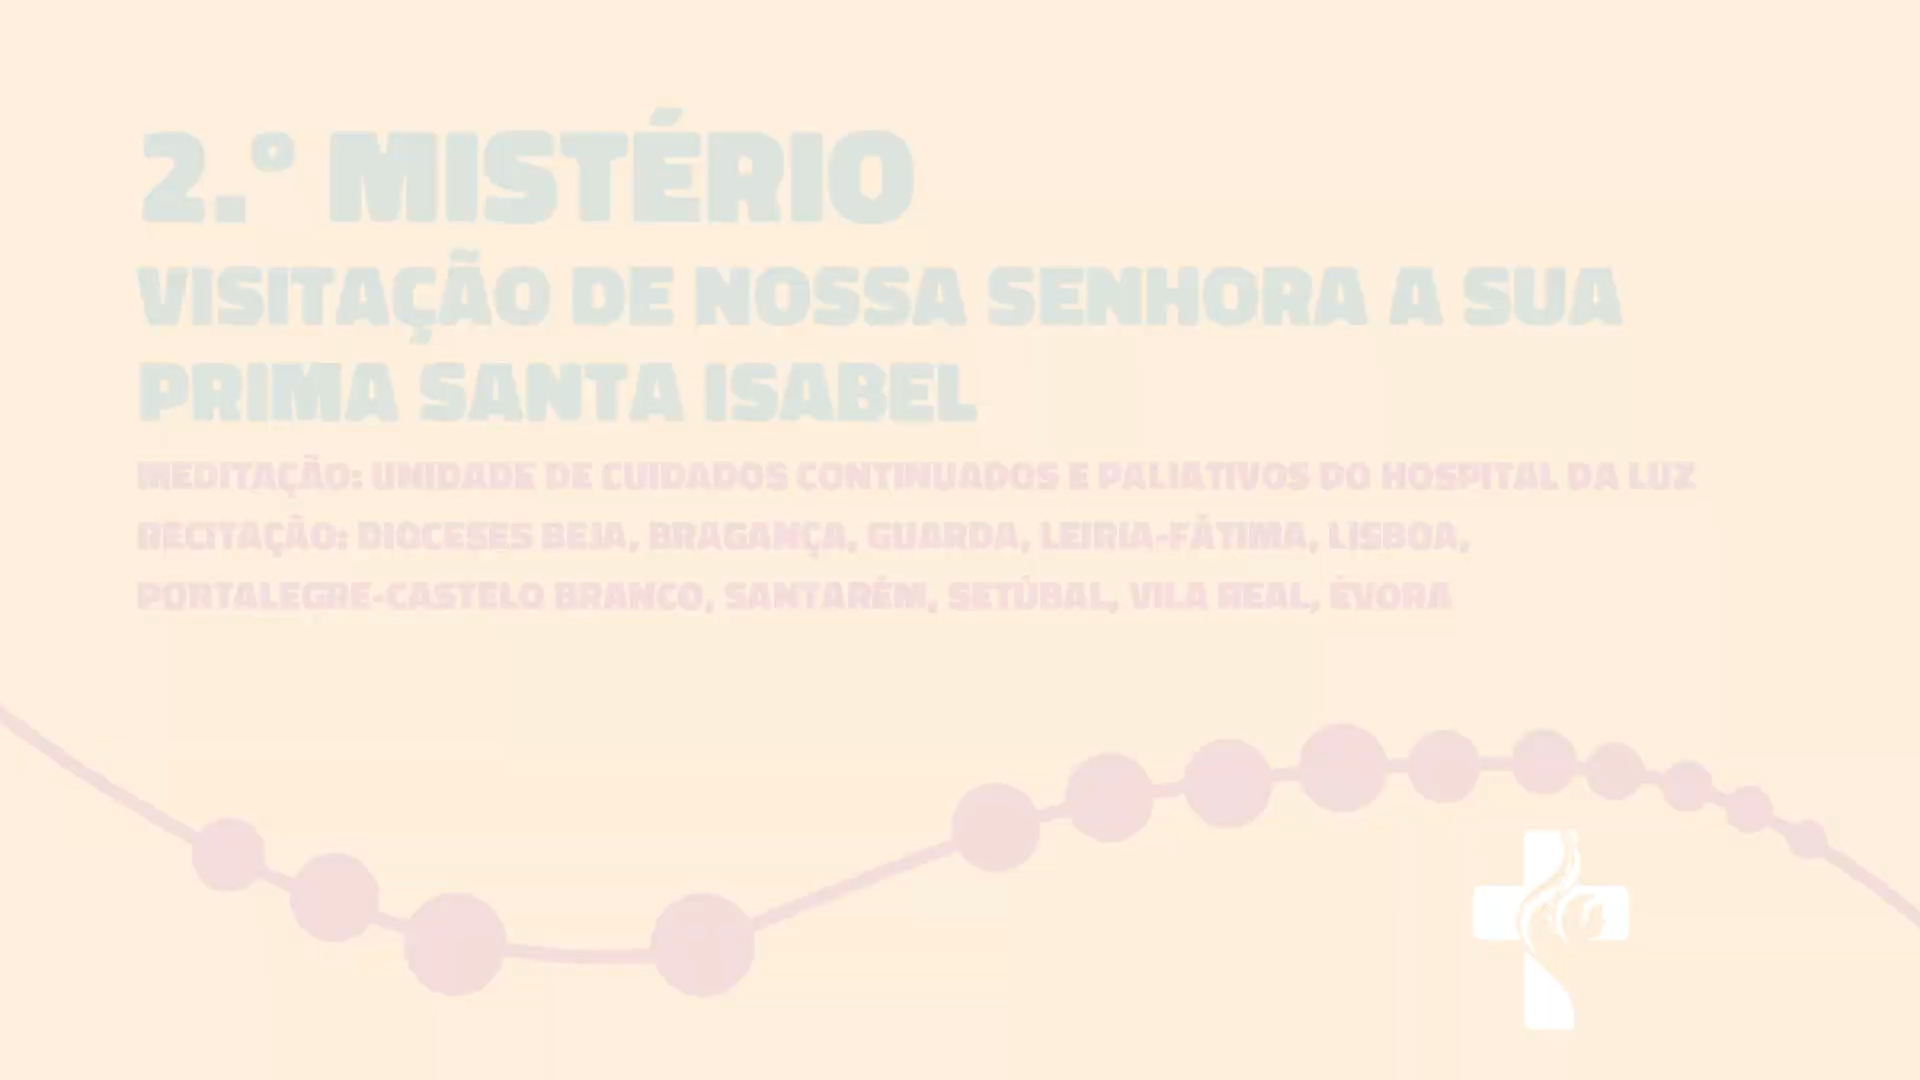 2.º MISTÉRIO
VISITAÇÃO DE NOSSA SENHORA A SUA
PRIMA SANTA ISABEL
MEDITAÇÃO: UNIDADE DE CUIDADOS CONTINUADOS E PALIATIVOS DO HOSPITAL DA LUZ
RECITAÇÃO: DIOCESES BEJA, BRAGANÇA, GUARDA, LEIRIA-FÁTIMA, LISBOA,
PORTALEGRE-CASTELO BRANCO, SANTARÉM, SETÚBAL, VILA REAL, ÉVORA